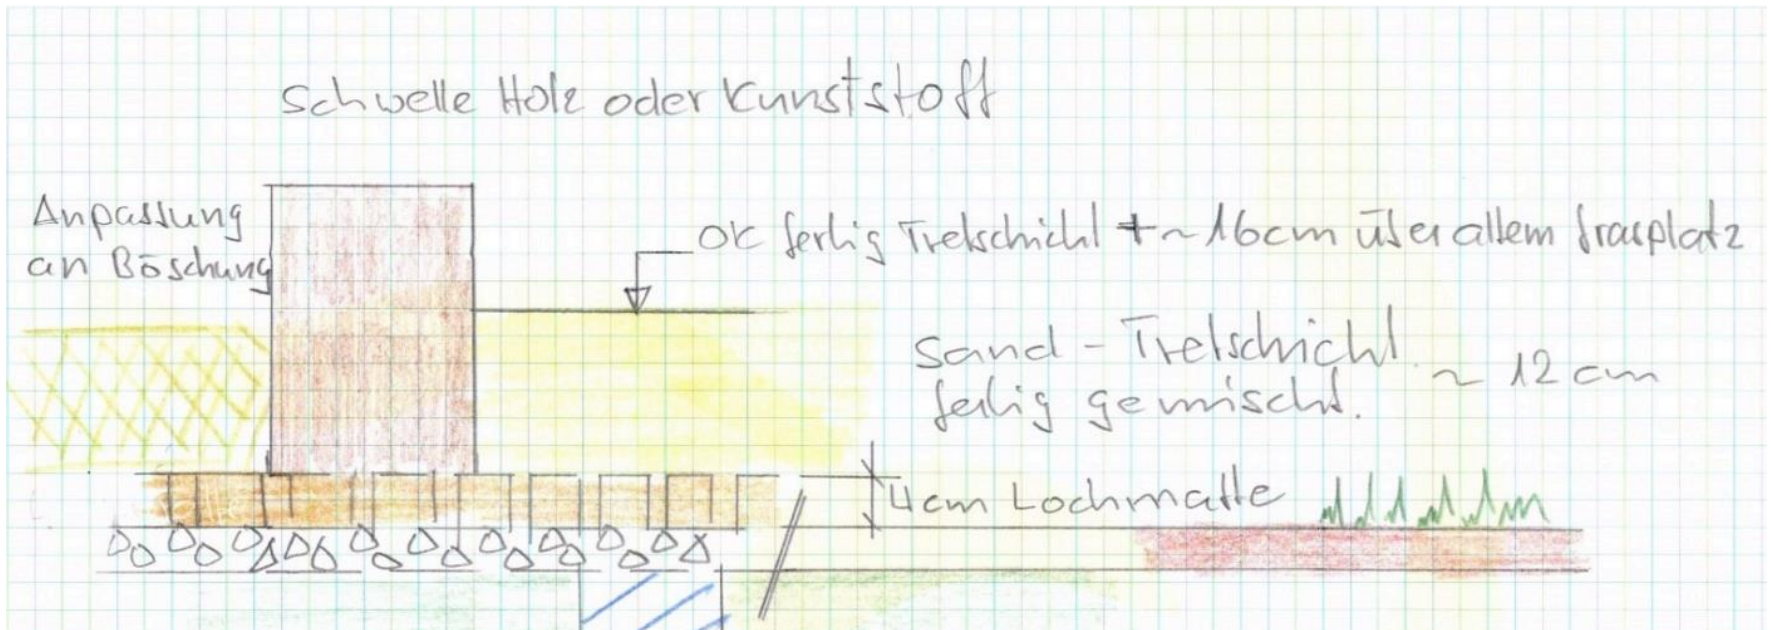 Schwelle Holz oder Kunststoff
Anpassung
an Böschung
OK fertig Tretschicht + ~ 16cm über altem Grasplatz
Sand - Tretschicht
fertig gemischt.
~ 12 cm
4cm Lochmatte